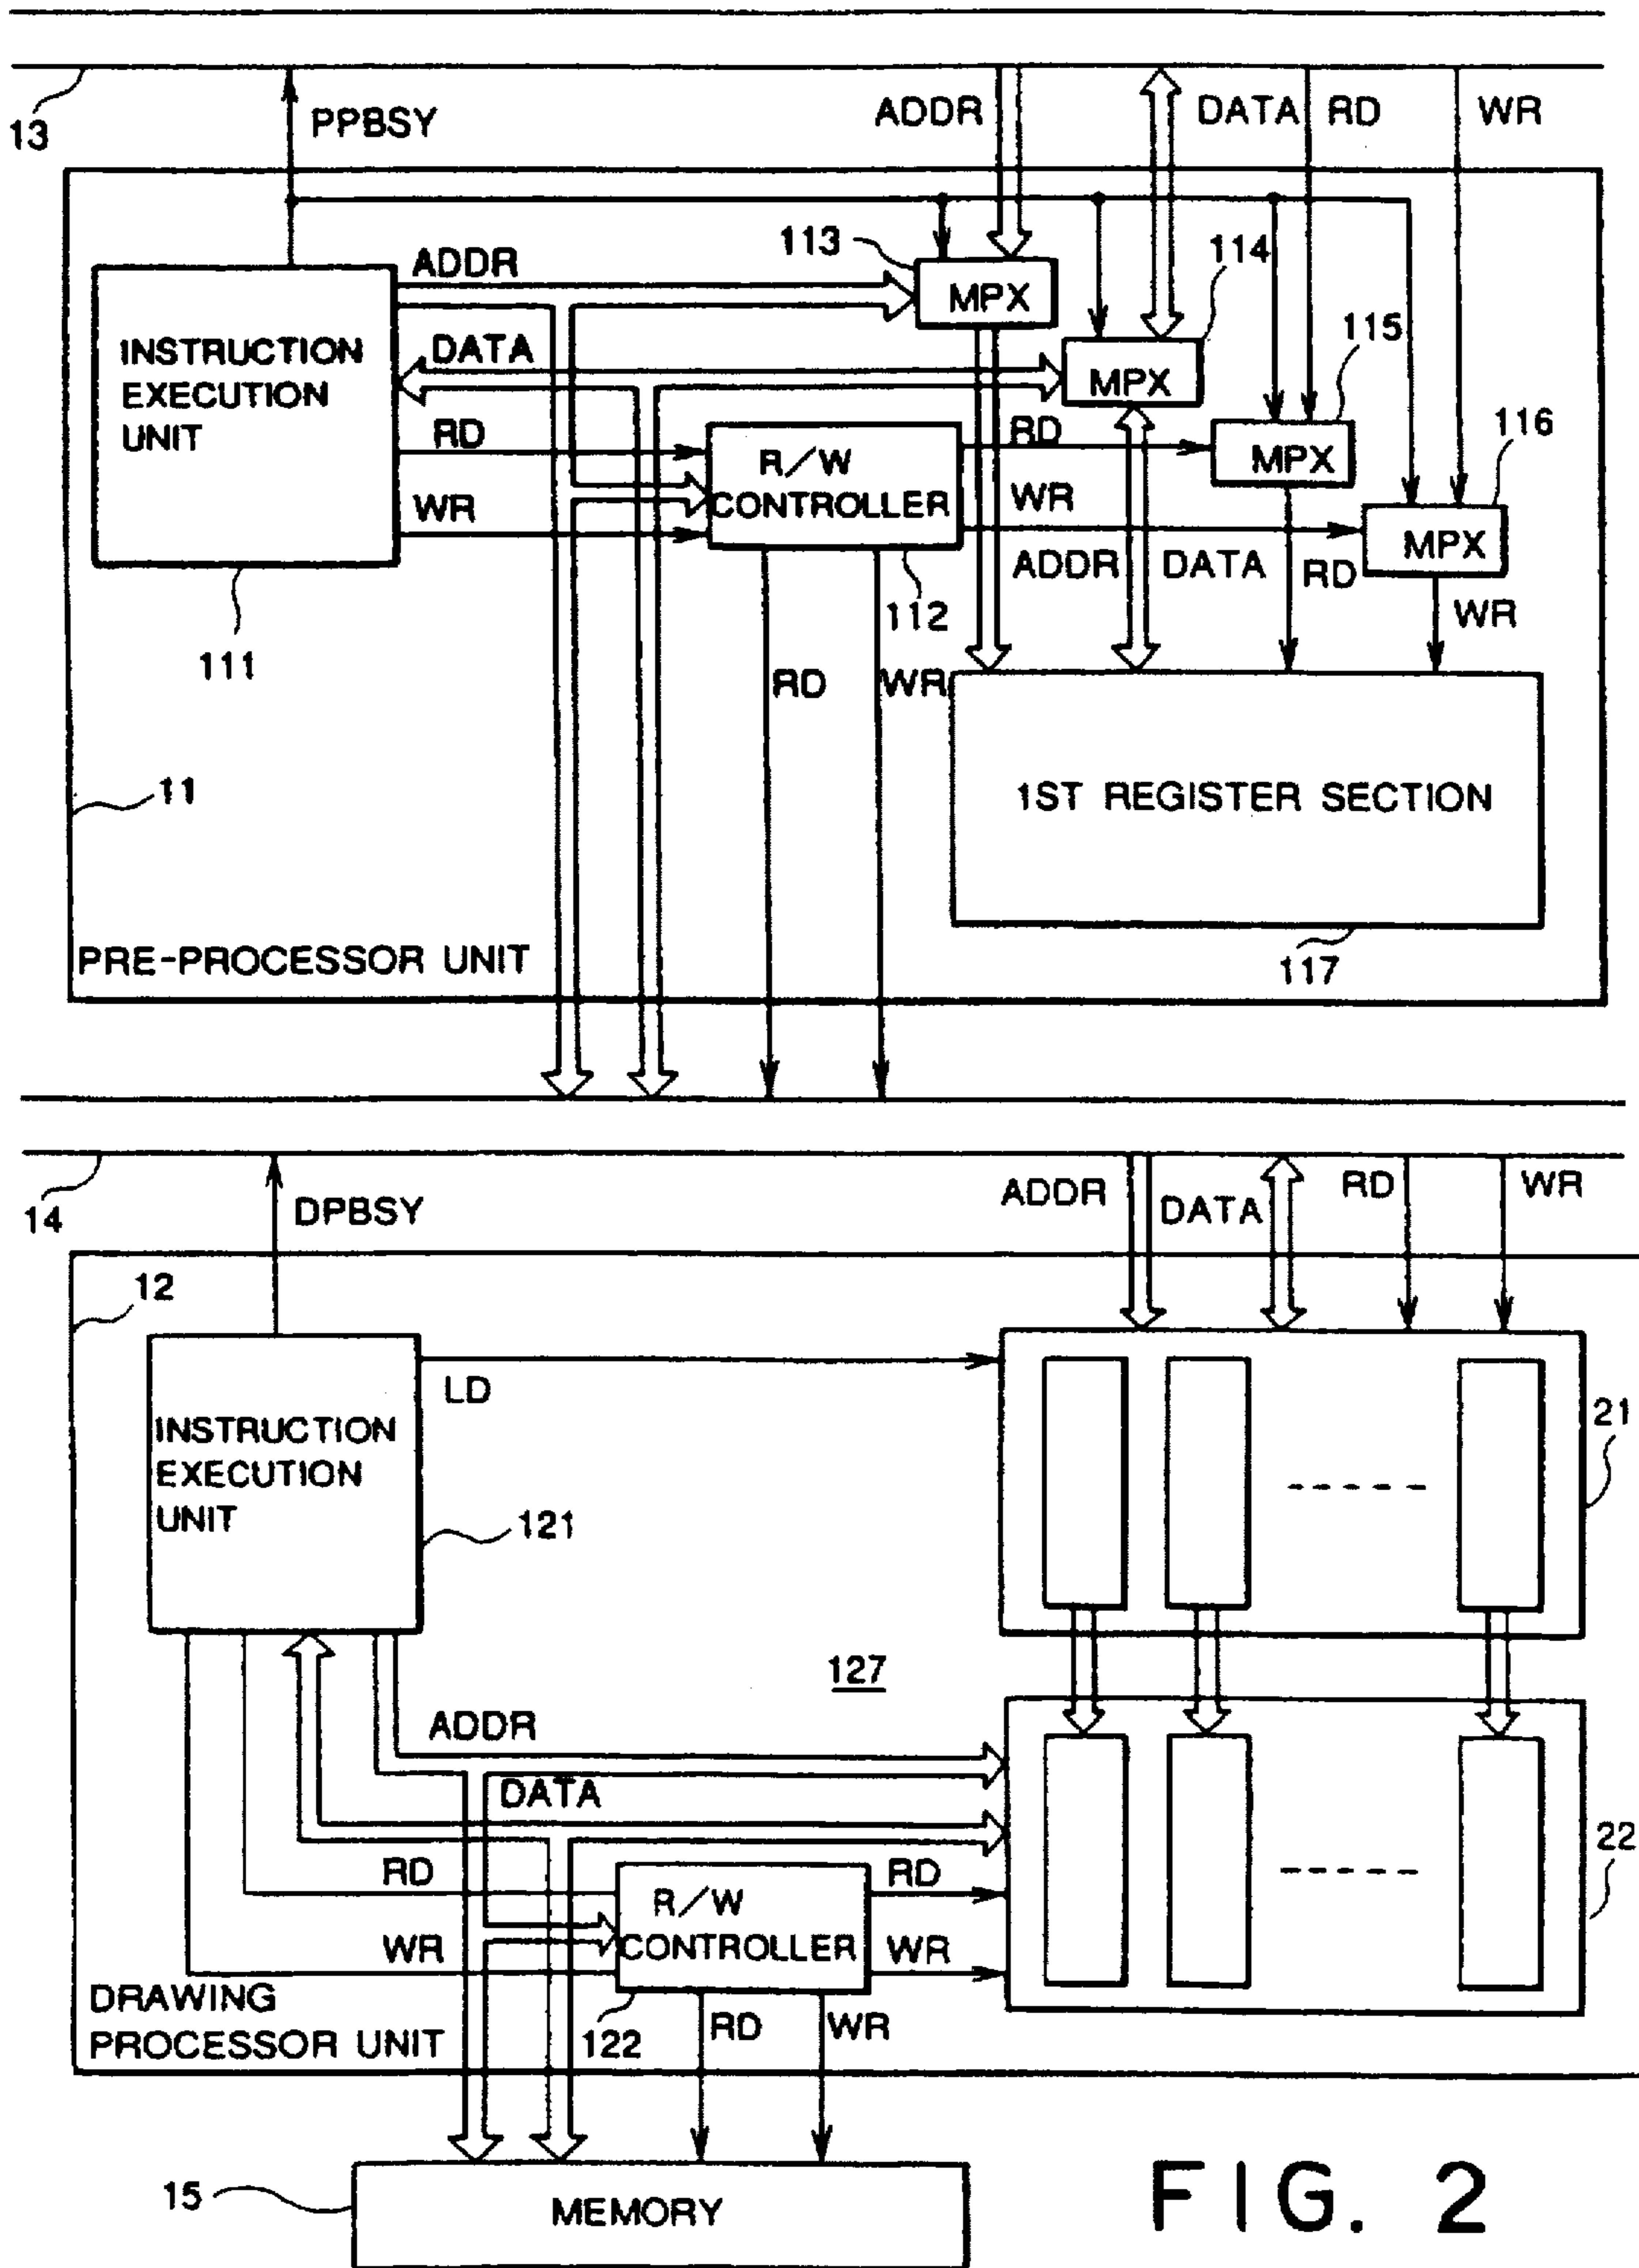 13
PPBSY
ADDR
DATA
RD
WR
113
114
115
116
ADDR
MPX
INSTRUCTION
EXECUTION
UNIT
DATA
MPX
RD
R/W
CONTROLLER
RD
MPX
WR
WR
MPX
ADDR
DATA
RD
WR
111
112
RD
WR
11
1ST REGISTER SECTION
PRE-PROCESSOR UNIT
117
14
DPBSY
ADDR
DATA
RD
WR
12
LD
INSTRUCTION
EXECUTION
UNIT
121
21
127
ADDR
DATA
22
RD
R/W
CONTROLLER
RD
WR
WR
DRAWING
PROCESSOR UNIT
122
RD
WR
15
MEMORY
FIG. 2